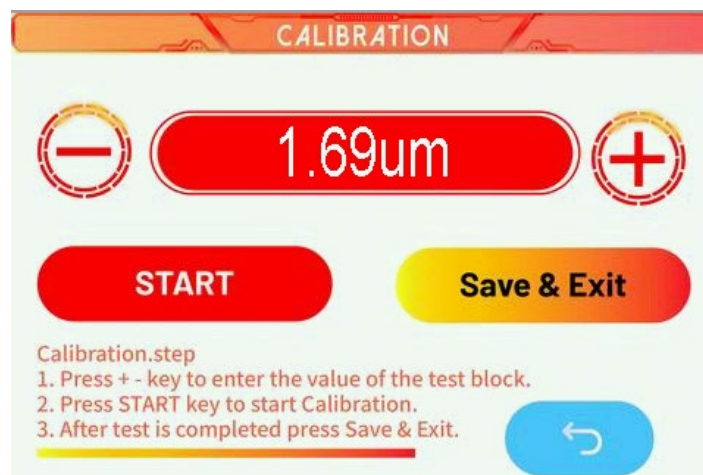 CALIBRATION
1.69um
START
Save & Exit
Calibration.step
1. Press + - key to enter the value of the test block.
2. Press START key to start Calibration.
3. After test is completed press Save & Exit.